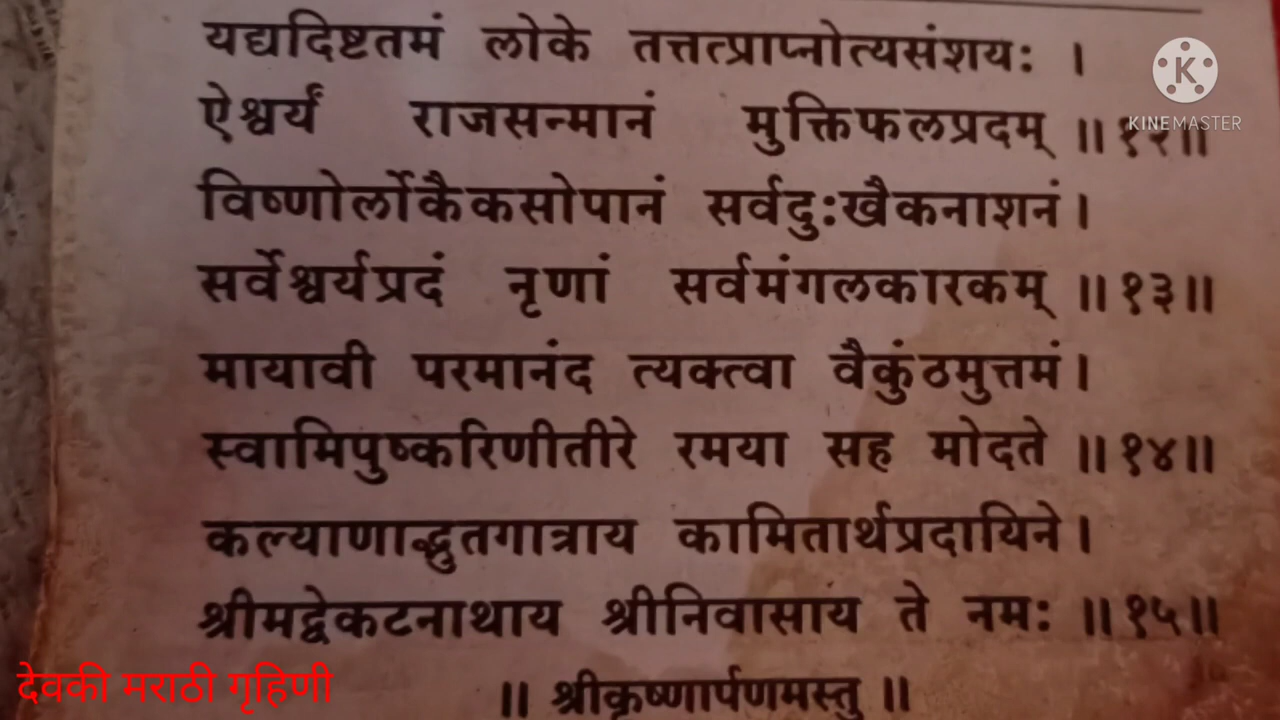 यद्यदिष्टतमं लोके तत्तत्प्राप्नोत्यसंशयः ।
ऐश्वर्यं राजसन्मानं मुक्तिफलप्रदम् ॥१२॥
KINEMASTER
विष्णोर्लोकैकसोपानं सर्वदुःखैकनाशनं।
सर्वेश्वर्यप्रदं नृणां सर्वमंगलकारकम् ॥१३॥
मायावी परमानंद त्यक्त्वा वैकुंठमुत्तमं।
स्वामिपुष्करिणीतीरे रमया सह मोदते ॥१४॥
कल्याणाद्भुतगात्राय कामितार्थप्रदायिने।
श्रीमद्वेकटनाथाय श्रीनिवासाय ते नमः ॥१५॥
देवकी मराठी गृहिणी
॥ श्रीकृष्णार्पणमस्तु ॥